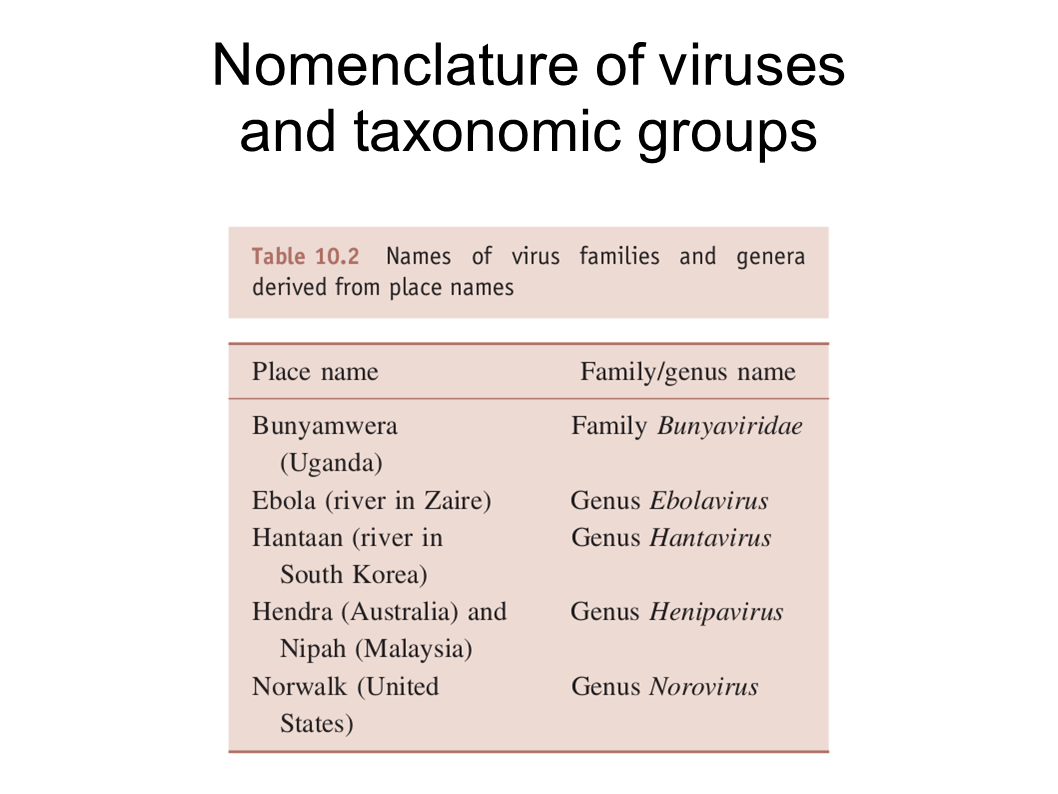 Nomenclature of viruses
and taxonomic groups
Table 10.2 Names of virus families and genera
derived from place names
Place name Family/genus name
Bunyamwera Family Bunyaviridae
(Uganda)
Ebola (river in Zaire) Genus Ebolavirus
Hantaan (river in Genus Hantavirus
South Korea)
Hendra (Australia) and Genus Henipavirus
Nipah (Malaysia)
Norwalk (United Genus Norovirus
States)